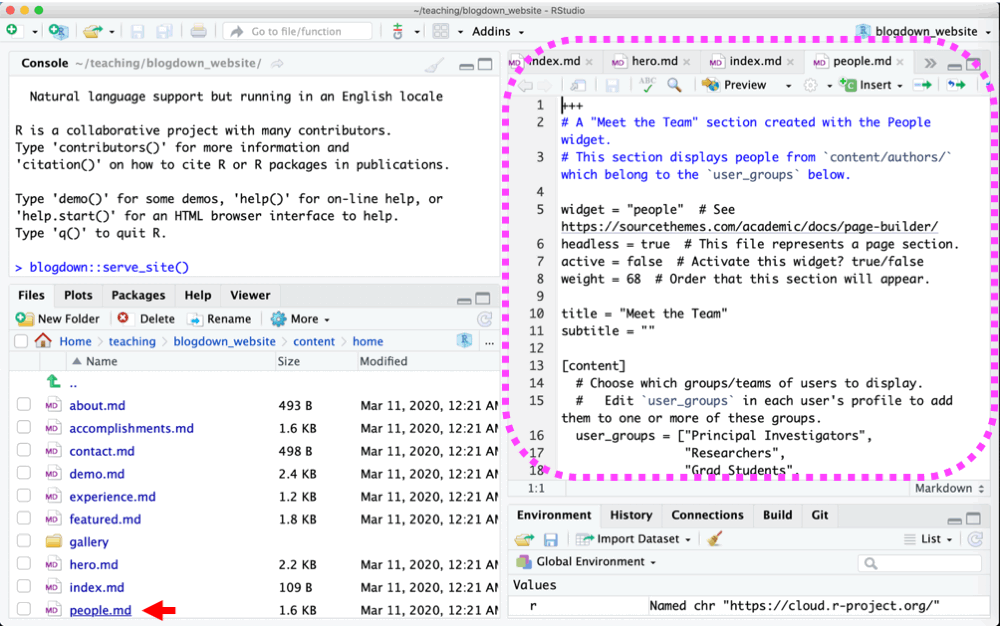 ~/teaching/blogdown_website - RStudio
Go to file/function
Addins
blogdown_website
Console ~/teaching/blogdown_website/
Natural language support but running in an English locale
R is a collaborative project with many contributors.
Type 'contributors()' for more information and
'citation()' on how to cite R or R packages in publications.
Type 'demo()' for some demos, 'help()' for on-line help, or
'help.start()' for an HTML browser interface to help.
Type 'q()' to quit R.
> blogdown::serve_site()
Files Plots Packages Help Viewer
New Folder Delete Rename More
Home teaching blogdown_website content home
Name Size Modified
..
MD about.md 493 B Mar 11, 2020, 12:21 AM
MD accomplishments.md 1.6 KB Mar 11, 2020, 12:21 AM
MD contact.md 498 B Mar 11, 2020, 12:21 AM
MD demo.md 2.4 KB Mar 11, 2020, 12:21 AM
MD experience.md 1.2 KB Mar 11, 2020, 12:21 AM
MD featured.md 1.8 KB Mar 11, 2020, 12:21 AM
gallery
MD hero.md 2.2 KB Mar 11, 2020, 12:21 AM
MD index.md 109 B Mar 11, 2020, 12:21 AM
MD people.md 1.6 KB Mar 11, 2020, 12:21 AM
MD index.md MD hero.md MD index.md MD people.md
ABC Preview Insert
1 +++
2 # A "Meet the Team" section created with the People
widget.
3 # This section displays people from `content/authors/`
which belong to the `user_groups` below.
4
5 widget = "people"  # See
https://sourcethemes.com/academic/docs/page-builder/
6 headless = true  # This file represents a page section.
7 active = false  # Activate this widget? true/false
8 weight = 68  # Order that this section will appear.
9
10 title = "Meet the Team"
11 subtitle = ""
12
13 [content]
14 # Choose which groups/teams of users to display.
15 #   Edit `user_groups` in each user's profile to add
them to one or more of these groups.
16 user_groups = ["Principal Investigators",
17 "Researchers",
18 "Grad Students",
1:1 Markdown
Environment History Connections Build Git
Import Dataset List
Global Environment
Values
r Named chr "https://cloud.r-project.org/"